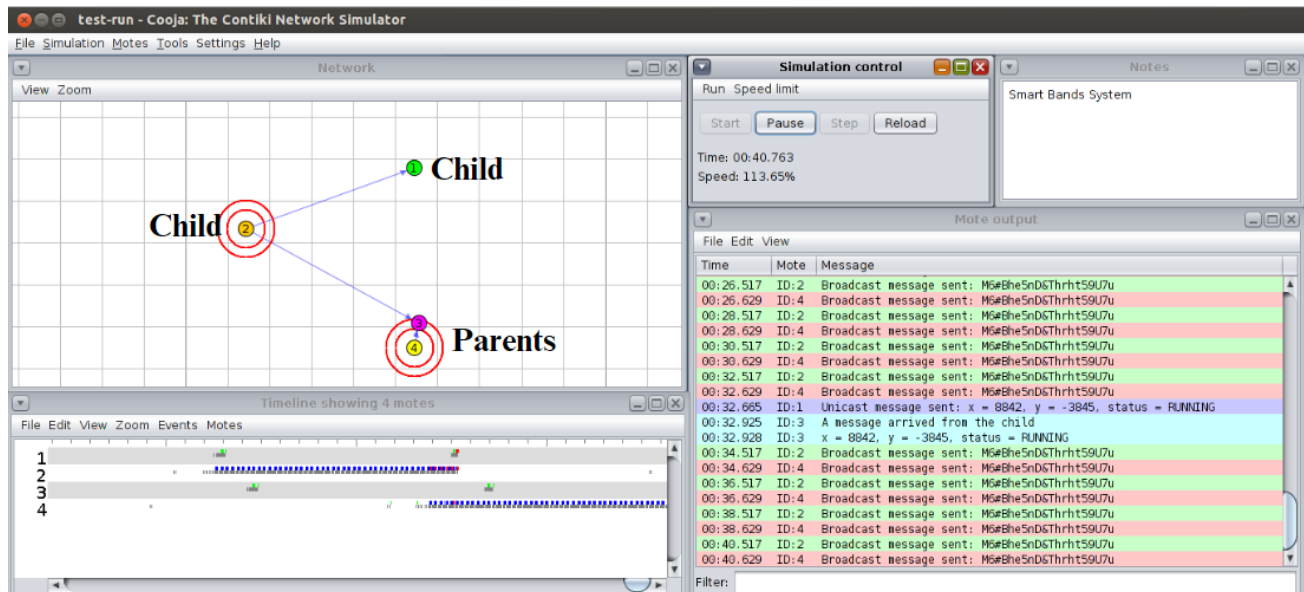 test-run - Cooja: The Contiki Network Simulator
File Simulation Motes Tools Settings Help
Network
View Zoom
1 Child
Child 2
3
4 Parents
Timeline showing 4 motes
File Edit View Zoom Events Motes
1
2
3
4
Simulation control
Run Speed limit
Start Pause Step Reload
Time: 00:40.763
Speed: 113.65%
Notes
Smart Bands System
Mote output
File Edit View
Time Mote Message
00:26.517 ID:2 Broadcast message sent: M6#Bhe5nD&Thrht59U7u
00:26.629 ID:4 Broadcast message sent: M6#Bhe5nD&Thrht59U7u
00:28.517 ID:2 Broadcast message sent: M6#Bhe5nD&Thrht59U7u
00:28.629 ID:4 Broadcast message sent: M6#Bhe5nD&Thrht59U7u
00:30.517 ID:2 Broadcast message sent: M6#Bhe5nD&Thrht59U7u
00:30.629 ID:4 Broadcast message sent: M6#Bhe5nD&Thrht59U7u
00:32.517 ID:2 Broadcast message sent: M6#Bhe5nD&Thrht59U7u
00:32.629 ID:4 Broadcast message sent: M6#Bhe5nD&Thrht59U7u
00:32.665 ID:1 Unicast message sent: x = 8842, y = -3845, status = RUNNING
00:32.925 ID:3 A message arrived from the child
00:32.928 ID:3 x = 8842, y = -3845, status = RUNNING
00:34.517 ID:2 Broadcast message sent: M6#Bhe5nD&Thrht59U7u
00:34.629 ID:4 Broadcast message sent: M6#Bhe5nD&Thrht59U7u
00:36.517 ID:2 Broadcast message sent: M6#Bhe5nD&Thrht59U7u
00:36.629 ID:4 Broadcast message sent: M6#Bhe5nD&Thrht59U7u
00:38.517 ID:2 Broadcast message sent: M6#Bhe5nD&Thrht59U7u
00:38.629 ID:4 Broadcast message sent: M6#Bhe5nD&Thrht59U7u
00:40.517 ID:2 Broadcast message sent: M6#Bhe5nD&Thrht59U7u
00:40.629 ID:4 Broadcast message sent: M6#Bhe5nD&Thrht59U7u
Filter: